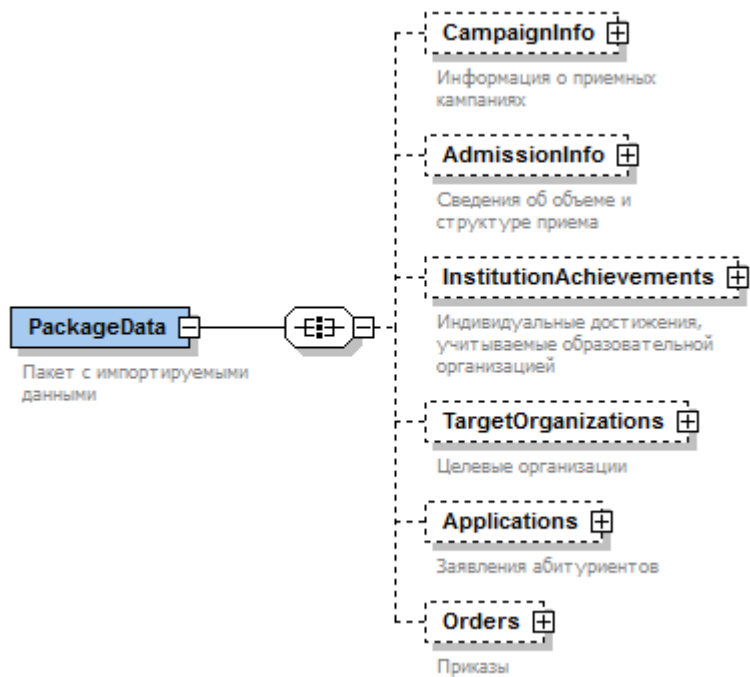 CampaignInfo
Информация о приемных
кампаниях
AdmissionInfo
Сведения об объеме и
структуре приема
InstitutionAchievements
Индивидуальные достижения,
учитываемые образовательной
организацией
PackageData
Пакет с импортируемыми
данными
TargetOrganizations
Целевые организации
Applications
Заявления абитуриентов
Orders
Приказы